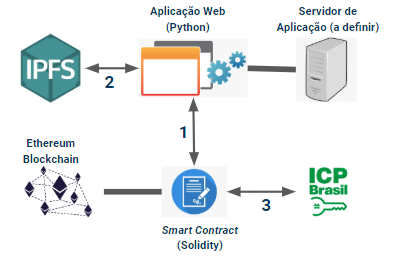 Aplicação Web
(Python)
Servidor de
Aplicação (a definir)
IPFS
2
1
Ethereum
Blockchain
3
ICP
Brasil
Smart Contract
(Solidity)